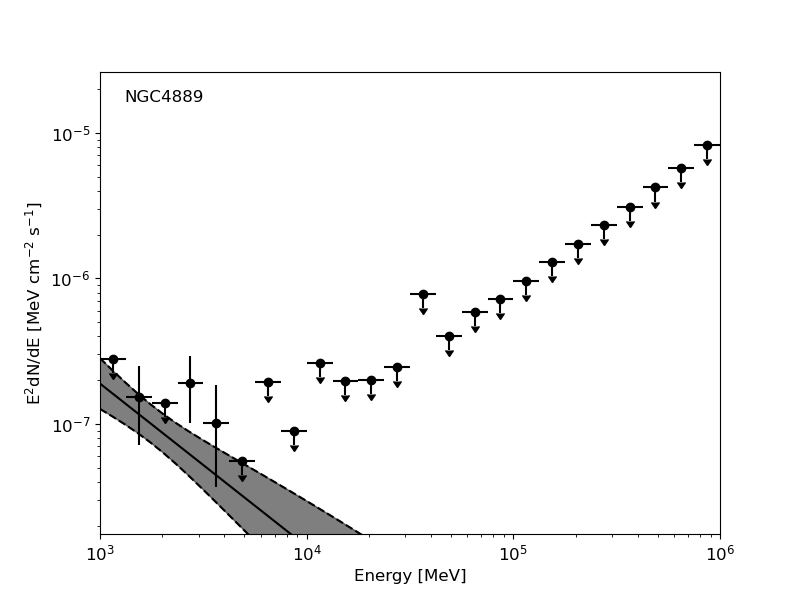 NGC4889
10⁻⁵
10⁻⁶
10⁻⁷
E²dN/dE [MeV cm⁻² s⁻¹]
10³ 10⁴ 10⁵ 10⁶
Energy [MeV]